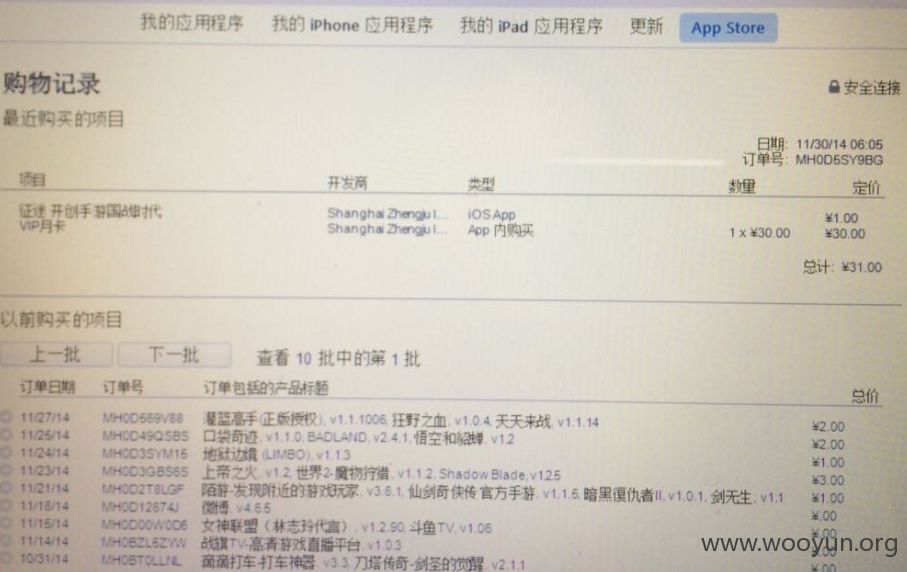 我的应用程序 我的 iPhone 应用程序 我的 iPad 应用程序 更新 App Store
购物记录 安全连接
最近购买的项目
日期: 11/30/14 06:05
订单号: MH0D5SY9BG
项目 开发商 类型 数量 定价
征途 开创手游国战时代 Shanghai Zhengju I... iOS App ¥1.00
VIP月卡 Shanghai Zhengju I... App 内购买 1 x ¥30.00 ¥30.00
总计: ¥31.00
以前购买的项目
上一批 下一批 查看 10 批中的第 1 批
订单日期 订单号 订单包括的产品标题 总价
11/27/14 MH0D569V88 灌篮高手(正版授权), v1.1.1006, 狂野之血, v1.0.4, 天天来战, v1.1.14 ¥2.00
11/25/14 MH0D49QSBS 口袋奇迹, v1.1.0, BADLAND, v2.4.1, 悟空和貂蝉, v1.2 ¥2.00
11/24/14 MH0D3SYM15 地狱边境 (LIMBO), v1.1.3 ¥1.00
11/23/14 MH0D3GBS6S 上帝之火, v1.2, 世界2-魔物狩猎, v1.1.2, Shadow Blade, v1.2.5 ¥3.00
11/21/14 MH0D2T8LGF 陌游-发现附近的游戏玩家, v3.6.1, 仙剑奇侠传 官方手游, v1.1.5, 暗黑復仇者II, v1.0.1, 剑无生, v1.1 ¥1.00
11/18/14 MH0D12874J 微博, v4.6.5 ¥.00
11/15/14 MH0D00W0D6 女神联盟（林志玲代言）, v1.2.90, 斗鱼TV, v1.06 ¥.00
11/14/14 MH0BZL5ZYW 战旗TV-高清游戏直播平台, v1.0.3 ¥.00
10/31/14 MH0BT0LLNL 滴滴打车-打车神器, v3.3, 刀塔传奇-剑圣的觉醒, v2.1.1 ¥.00
www.wooyun.org